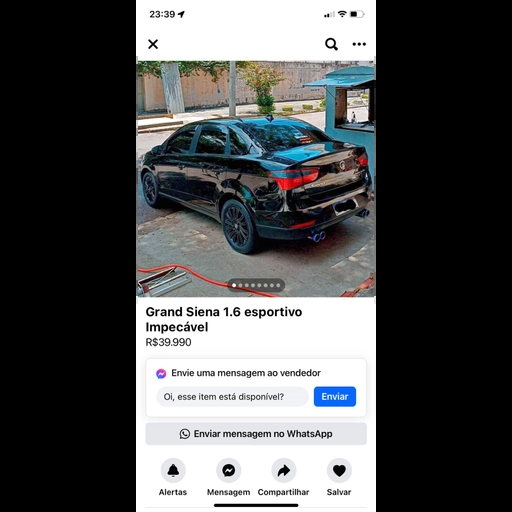 23:39
Grand Siena 1.6 esportivo
Impecável
R$39.990
Envie uma mensagem ao vendedor
Oi, esse item está disponível?
Enviar
Enviar mensagem no WhatsApp
Alertas
Mensagem
Compartilhar
Salvar